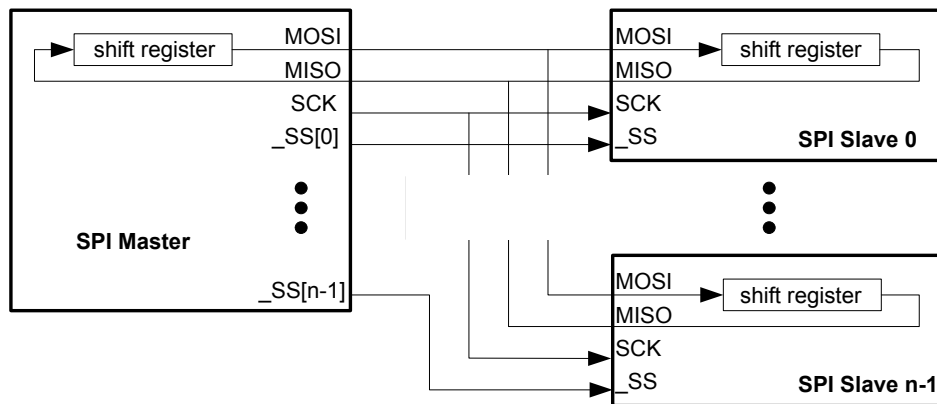 shift register
MOSI
MISO
SCK
_SS[0]
SPI Master
_SS[n-1]
MOSI
shift register
MISO
SCK
_SS
SPI Slave 0
MOSI
shift register
MISO
SCK
_SS
SPI Slave n-1